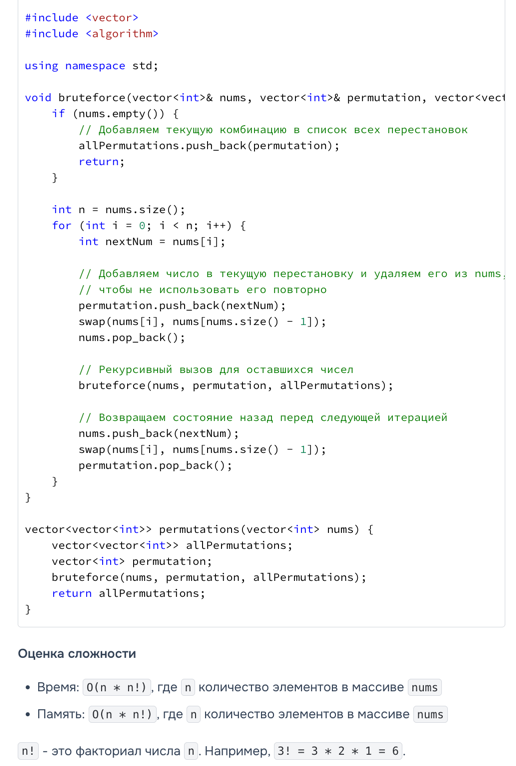 #include <vector>
#include <algorithm>

using namespace std;

void bruteforce(vector<int>& nums, vector<int>& permutation, vector<vect
    if (nums.empty()) {
        // Добавляем текущую комбинацию в список всех перестановок
        allPermutations.push_back(permutation);
        return;
    }

    int n = nums.size();
    for (int i = 0; i < n; i++) {
        int nextNum = nums[i];

        // Добавляем число в текущую перестановку и удаляем его из nums,
        // чтобы не использовать его повторно
        permutation.push_back(nextNum);
        swap(nums[i], nums[nums.size() - 1]);
        nums.pop_back();

        // Рекурсивный вызов для оставшихся чисел
        bruteforce(nums, permutation, allPermutations);

        // Возвращаем состояние назад перед следующей итерацией
        nums.push_back(nextNum);
        swap(nums[i], nums[nums.size() - 1]);
        permutation.pop_back();
    }
}

vector<vector<int>> permutations(vector<int> nums) {
    vector<vector<int>> allPermutations;
    vector<int> permutation;
    bruteforce(nums, permutation, allPermutations);
    return allPermutations;
}

Оценка сложности
• Время: O(n * n!), где n количество элементов в массиве nums
• Память: O(n * n!), где n количество элементов в массиве nums
n! - это факториал числа n. Например, 3! = 3 * 2 * 1 = 6.